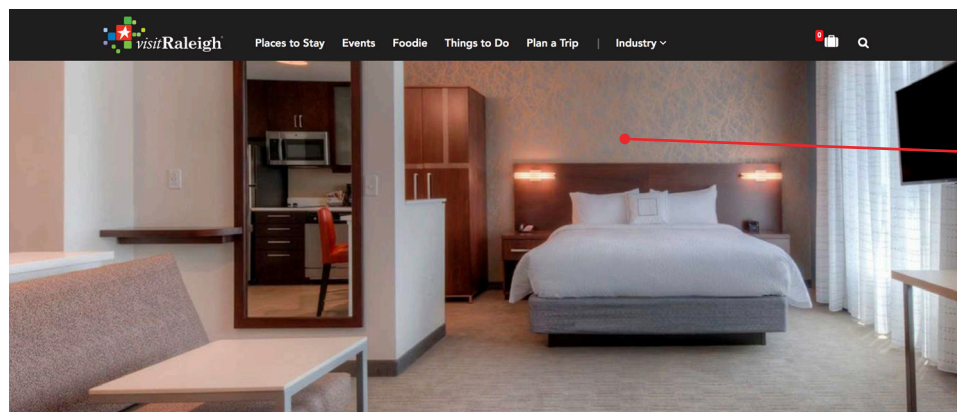 visitRaleigh
Places to Stay Events Foodie Things to Do Plan a Trip | Industry
0